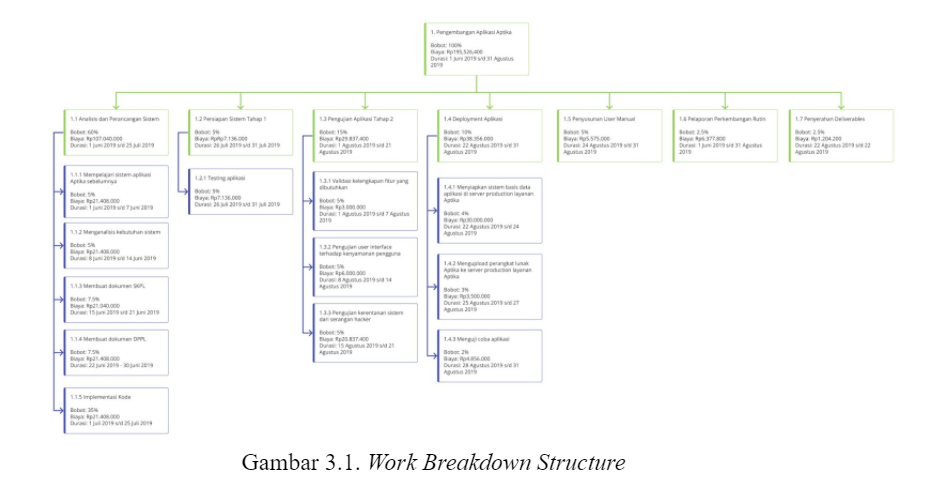 1. Pengembangan Aplikasi Aptika
Bobot: 100%
Biaya: Rp195,526,400
Durasi: 1 Juni 2019 s/d 31 Agustus
2019
1.1 Analisis dan Perancangan Sistem
Bobot: 60%
Biaya: Rp107.040.000
Durasi: 1 Juni 2019 s/d 25 Juli 2019
1.2 Persiapan Sistem Tahap 1
Bobot: 5%
Biaya: RpRp7.136.000
Durasi: 26 Juli 2019 s/d 31 Juli 2019
1.3 Pengujian Aplikasi Tahap 2
Bobot: 15%
Biaya: Rp29.837.400
Durasi: 1 Agustus 2019 s/d 21
Agustus 2019
1.4 Deployment Aplikasi
Bobot: 10%
Biaya: Rp38,356,000
Durasi: 22 Agustus 2019 s/d 31
Agustus 2019
1.5 Penyusunan User Manual
Bobot: 5%
Biaya: Rp5,575,000
Durasi: 24 Agustus 2019 s/d 31
Agustus 2019
1.6 Pelaporan Perkembangan Rutin
Bobot: 2.5%
Biaya: Rp6,377,800
Durasi: 1 Juni 2019 s/d 31 Agustus
2019
1.7 Penyerahan Deliverables
Bobot: 2.5%
Biaya: Rp1,204,200
Durasi: 22 Agustus 2019 s/d 22
Agustus 2019
1.1.1 Mempelajari sistem aplikasi
Aptika sebelumnya
Bobot: 5%
Biaya: Rp21,408,000
Durasi: 1 Juni 2019 s/d 7 Juni 2019
1.1.2 Menganalisis kebutuhan sistem
Bobot: 5%
Biaya: Rp21.408.000
Durasi: 8 Juni 2019 s/d 14 Juni 2019
1.1.3 Membuat dokumen SKPL
Bobot: 7.5%
Biaya: Rp21.040.000
Durasi: 15 Juni 2019 s/d 21 Juni 2019
1.1.4 Membuat dokumen DPPL
Bobot: 7.5%
Biaya: Rp21.408.000
Durasi: 22 Juni 2019 - 30 Juni 2019
1.1.5 Implementasi Kode
Bobot: 35%
Biaya: Rp21.408.000
Durasi: 1 Juli 2019 s/d 25 Juli 2019
1.2.1 Testing aplikasi
Bobot: 5%
Biaya: Rp7.136.000
Durasi: 26 Juli 2019 s/d 31 Juli 2019
1.3.1 Validasi kelengkapan fitur yang
dibutuhkan
Bobot: 5%
Biaya: Rp3.000.000
Durasi: 1 Agustus 2019 s/d 7 Agustus
2019
1.3.2 Pengujian user interface
terhadap kenyamanan pengguna
Bobot: 5%
Biaya: Rp6.000.000
Durasi: 8 Agustus 2019 s/d 14
Agustus 2019
1.3.3 Pengujian kerentanan sistem
dari serangan hacker
Bobot: 5%
Biaya: Rp20.837.400
Durasi: 15 Agustus 2019 s/d 21
Agustus 2019
1.4.1 Menyiapkan sistem basis data
aplikasi di server production layanan
Aptika
Bobot: 4%
Biaya: Rp30.000.000
Durasi: 22 Agustus 2019 s/d 24
Agustus 2019
1.4.2 Mengupload perangkat lunak
Aptika ke server production layanan
Aptika
Bobot: 3%
Biaya: Rp3,500,000
Durasi: 25 Agustus 2019 s/d 27
Agustus 2019
1.4.3 Menguji coba aplikasi
Bobot: 2%
Biaya: Rp4,856,000
Durasi: 28 Agustus 2019 s/d 31
Agustus 2019
Gambar 3.1. Work Breakdown Structure